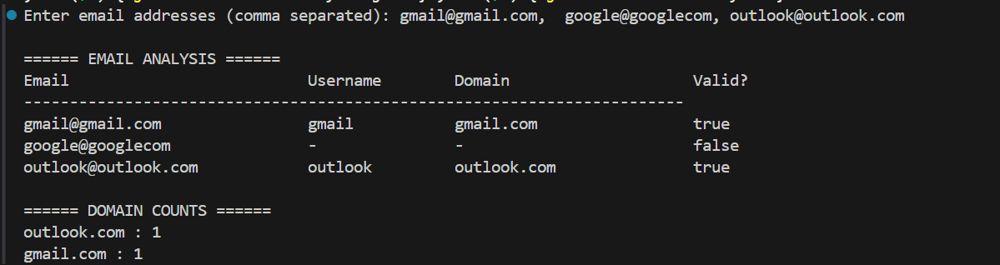 Enter email addresses (comma separated): gmail@gmail.com,  google@googlecom, outlook@outlook.com
====== EMAIL ANALYSIS ======
Email                          Username        Domain                    Valid?
------------------------------------------------------------------------
gmail@gmail.com                gmail           gmail.com                 true
google@googlecom               -               -                         false
outlook@outlook.com            outlook         outlook.com               true
====== DOMAIN COUNTS ======
outlook.com : 1
gmail.com : 1